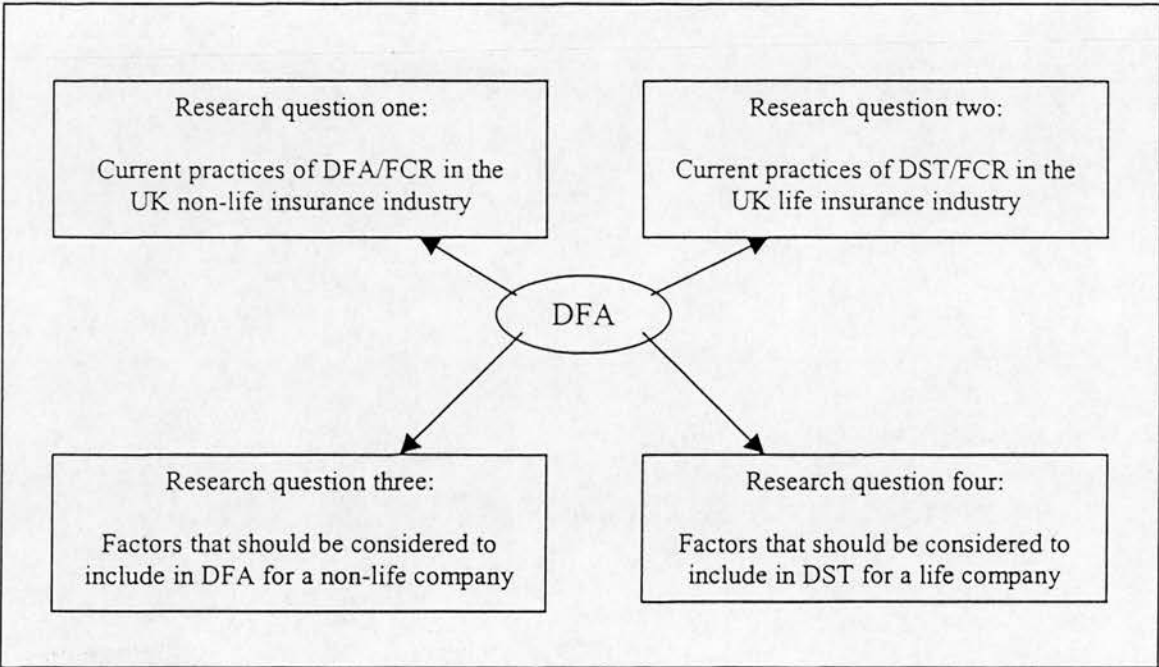 Research question one:
Current practices of DFA/FCR in the
UK non-life insurance industry
Research question two:
Current practices of DST/FCR in the
UK life insurance industry
DFA
Research question three:
Factors that should be considered to
include in DFA for a non-life company
Research question four:
Factors that should be considered to
include in DST for a life company